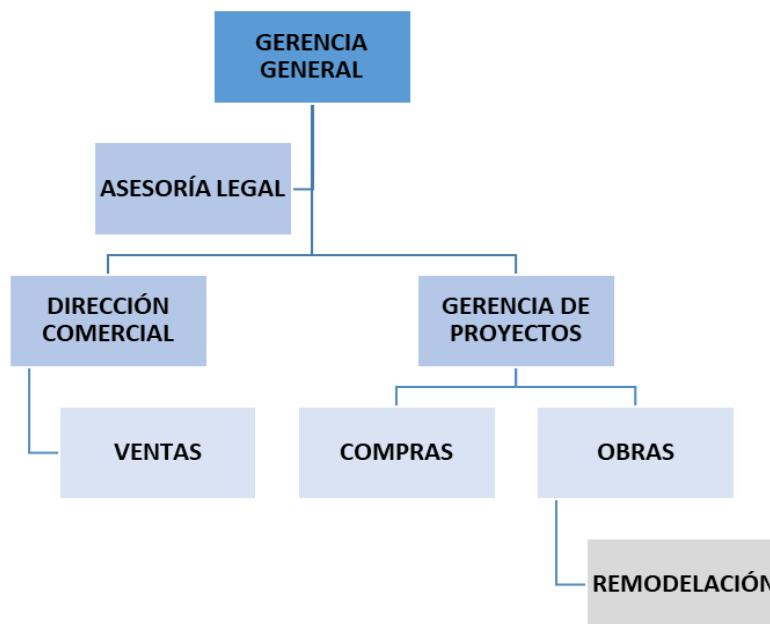 GERENCIA
GENERAL
ASESORÍA LEGAL
DIRECCIÓN
COMERCIAL
GERENCIA DE
PROYECTOS
VENTAS
COMPRAS
OBRAS
REMODELACIÓN